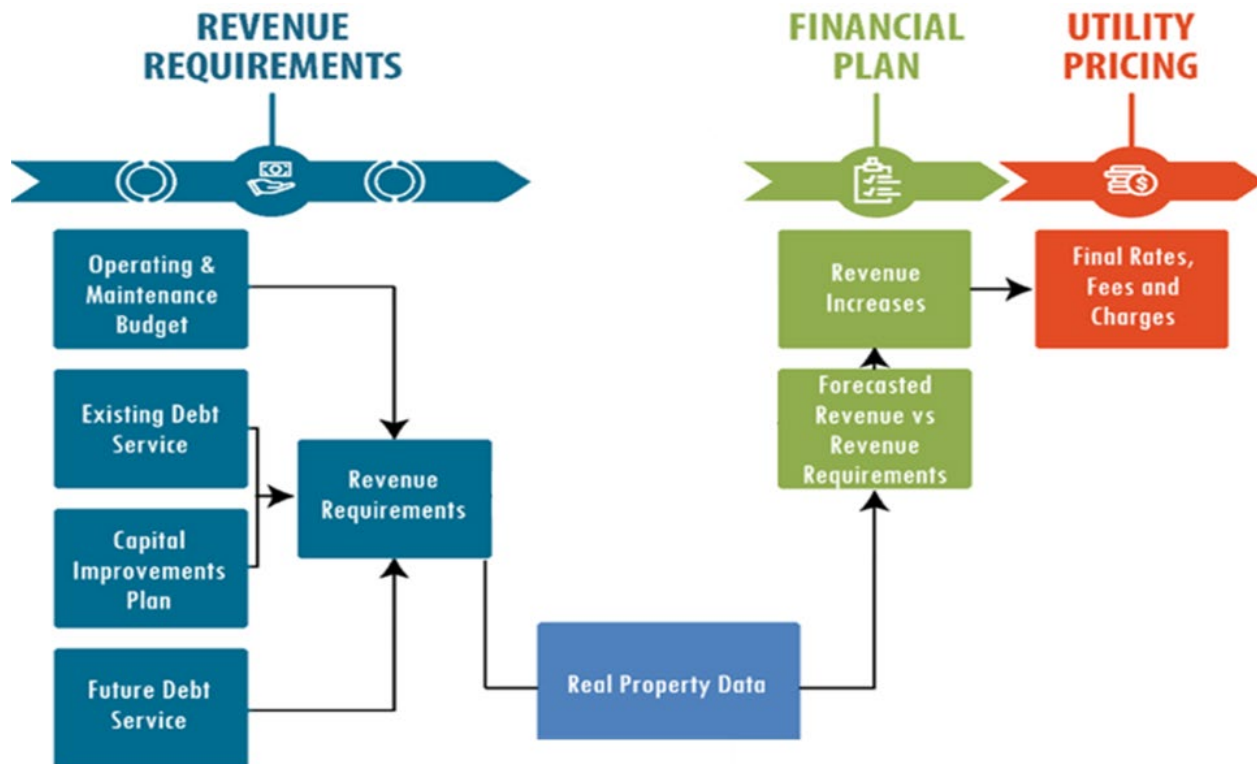 REVENUE
REQUIREMENTS
FINANCIAL
PLAN
UTILITY
PRICING
$
Operating &
Maintenance
Budget
Existing Debt
Service
Capital
Improvements
Plan
Future Debt
Service
Revenue
Requirements
Real Property Data
Revenue
Increases
Forecasted
Revenue vs
Revenue
Requirements
Final Rates,
Fees and
Charges